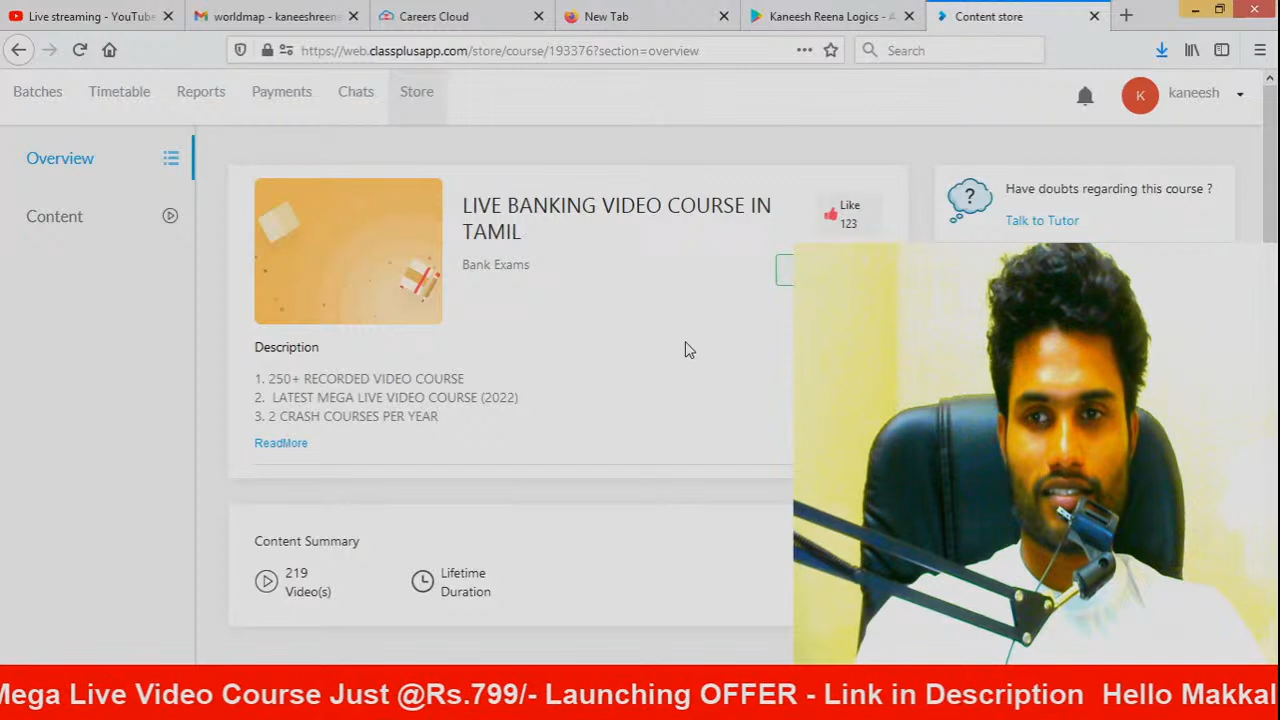 Live streaming - YouTube
worldmap - kaneeshreen
Careers Cloud
New Tab
Kaneesh Reena Logics - A
Content store
https://web.classplusapp.com/store/course/193376?section=overview
Search
Batches
Timetable
Reports
Payments
Chats
Store
K
kaneesh
Overview
Content
LIVE BANKING VIDEO COURSE IN
TAMIL
Bank Exams
Like
123
Have doubts regarding this course ?
Talk to Tutor
Description
1. 250+ RECORDED VIDEO COURSE
2. LATEST MEGA LIVE VIDEO COURSE (2022)
3. 2 CRASH COURSES PER YEAR
ReadMore
Content Summary
219
Video(s)
Lifetime
Duration
Mega Live Video Course Just @Rs.799/- Launching OFFER - Link in Description Hello Makkal